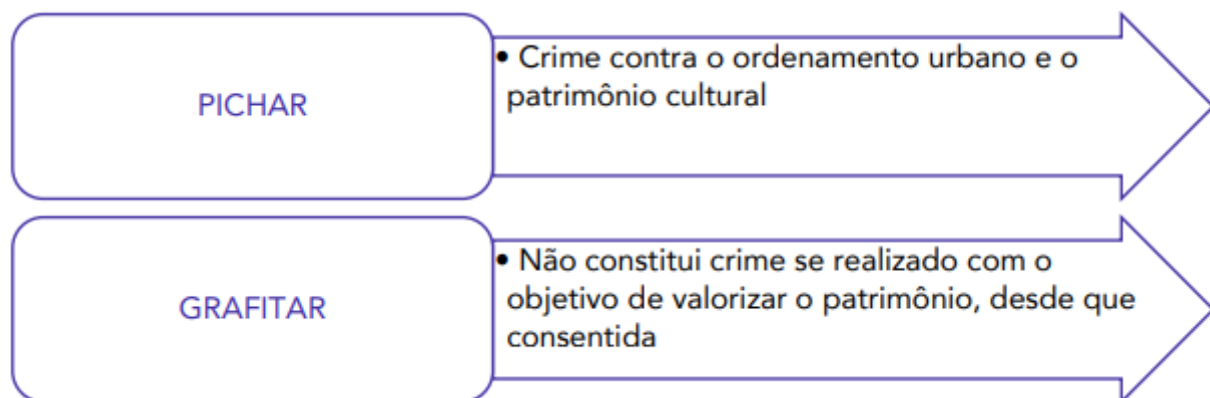 PICHAR
• Crime contra o ordenamento urbano e o
patrimônio cultural
GRAFITAR
• Não constitui crime se realizado com o
objetivo de valorizar o patrimônio, desde que
consentida